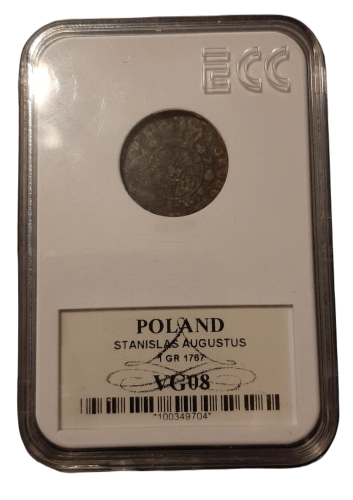 ECC
POLAND
STANISLAS AUGUSTUS
1 GR 1767
VG08
*100349704*